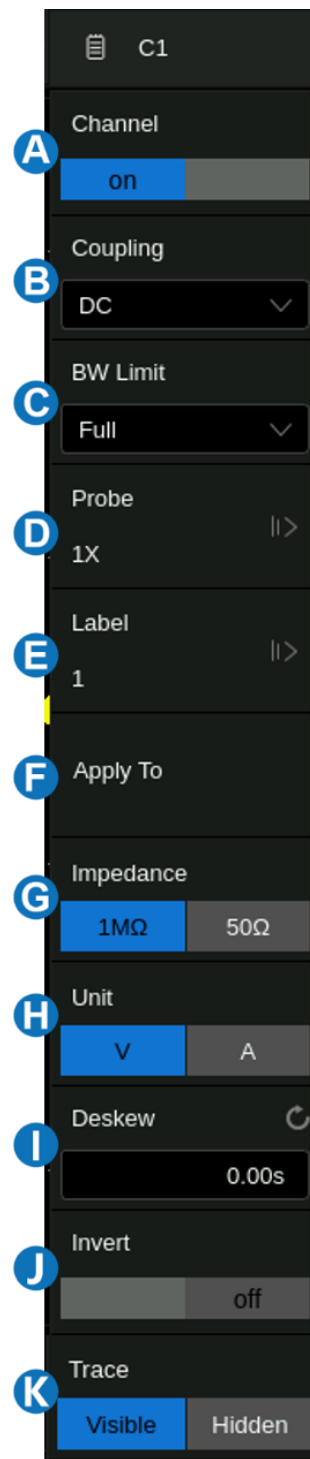 C1
A
Channel
on
B
Coupling
DC
C
BW Limit
Full
D
Probe
1X
E
Label
1
F
Apply To
G
Impedance
1MΩ 50Ω
H
Unit
V A
I
Deskew
0.00s
J
Invert
off
K
Trace
Visible Hidden